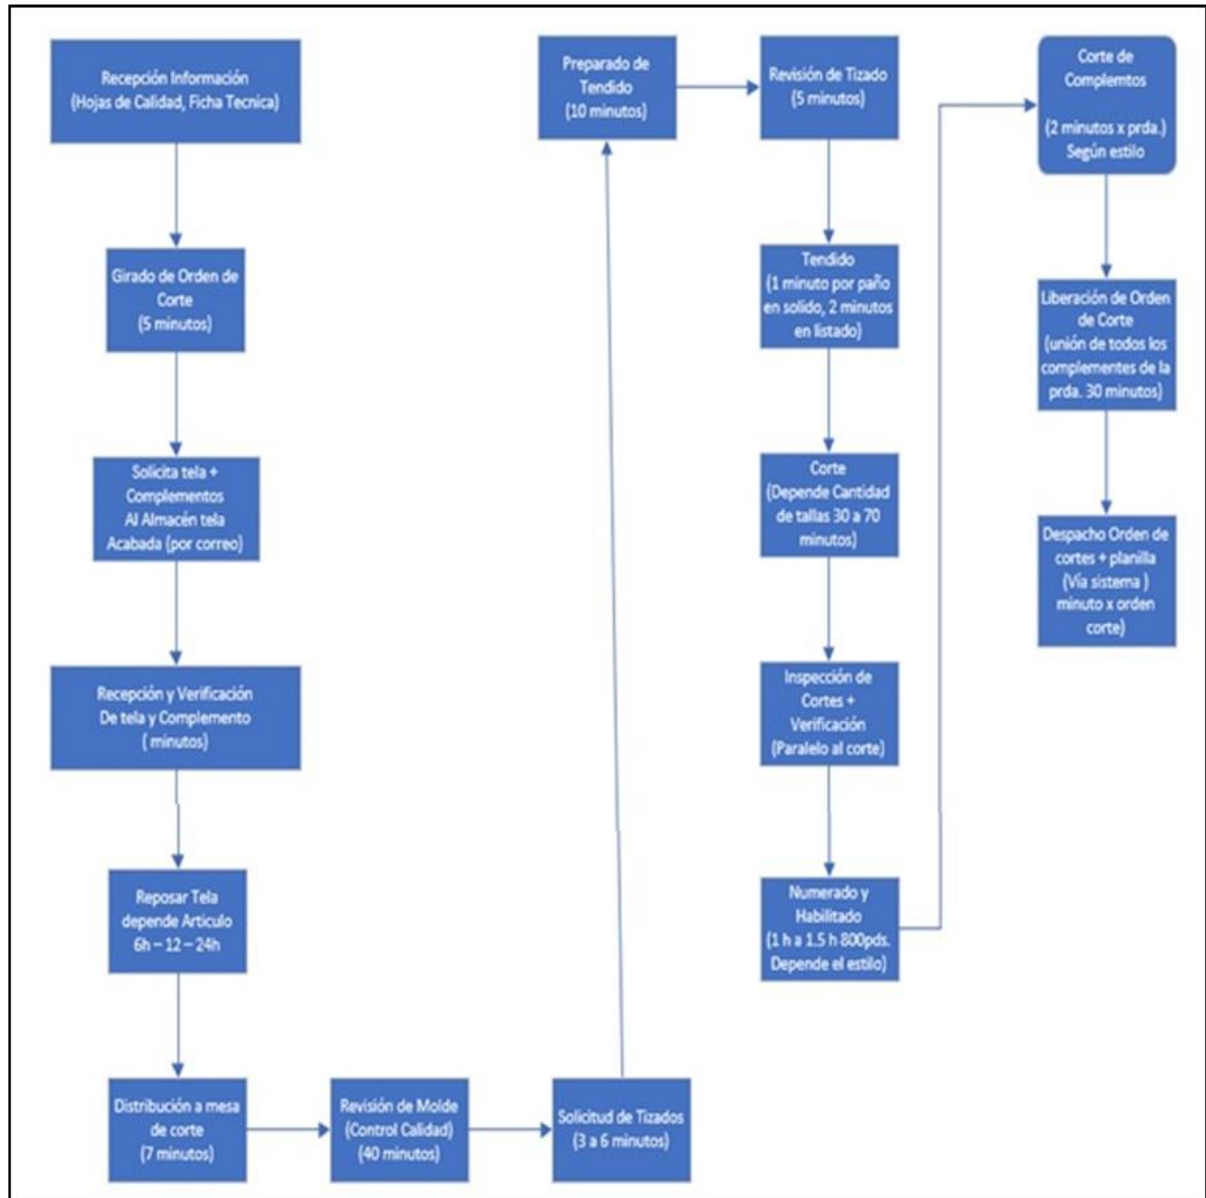 Recepción Información
(Hojas de Calidad, Ficha Tecnica)
Girado de Orden de
Corte
(5 minutos)
Solicita tela +
Complementos
Al Almacén tela
Acabada (por correo)
Recepción y Verificación
De tela y Complemento
( minutos)
Reposar Tela
depende Articulo
6h – 12 – 24h
Distribución a mesa
de corte
(7 minutos)
Revisión de Molde
(Control Calidad)
(40 minutos)
Solicitud de Tizados
(3 a 6 minutos)
Preparado de
Tendido
(10 minutos)
Revisión de Tizado
(5 minutos)
Tendido
(1 minuto por paño
en solido, 2 minutos
en listado)
Corte
(Depende Cantidad
de tallas 30 a 70
minutos)
Inspección de
Cortes +
Verificación
(Paralelo al corte)
Numerado y
Habilitado
(1 h a 1.5 h 800pds.
Depende el estilo)
Corte de
Complemtos
(2 minutos x prda.)
Según estilo
Liberación de Orden
de Corte
(unión de todos los
complementes de la
prda. 30 minutos)
Despacho Orden de
cortes + planilla
(Vía sistema )
minuto x orden
corte)